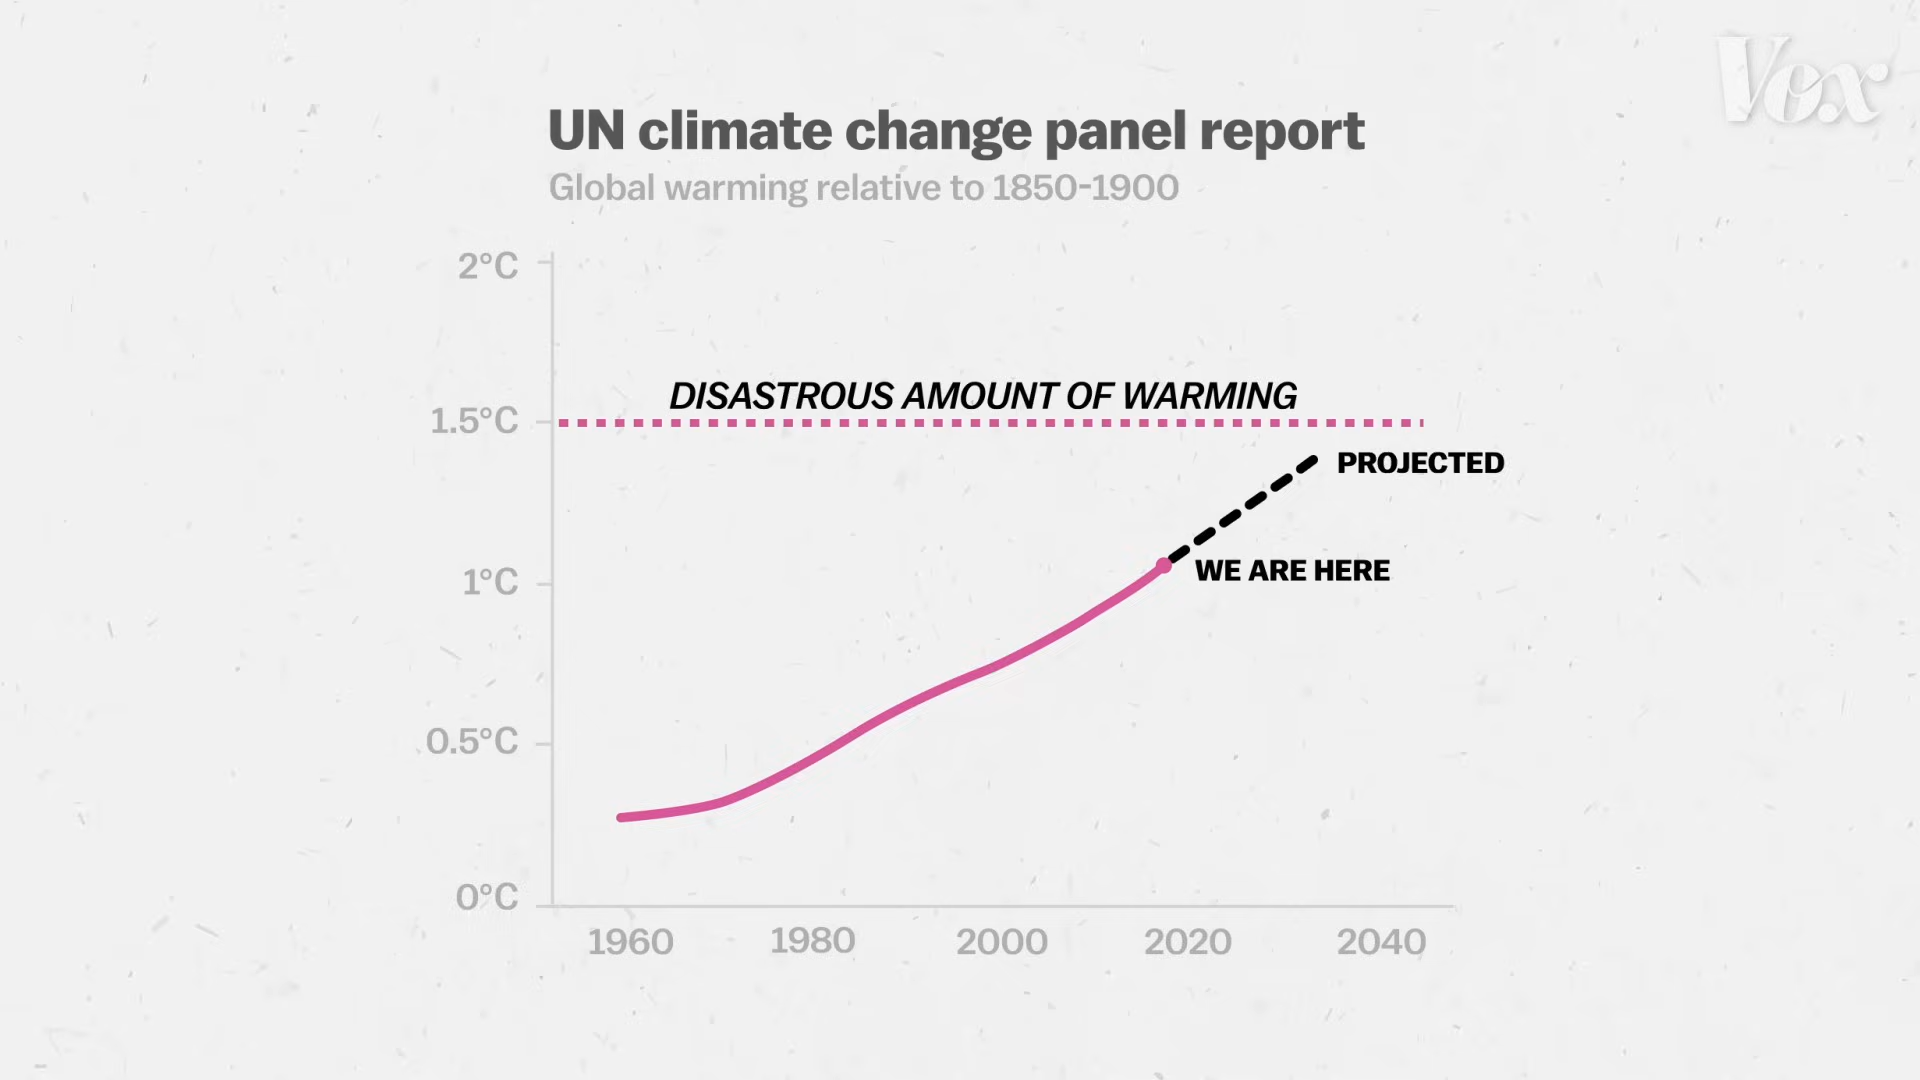 Vox
UN climate change panel report
Global warming relative to 1850-1900
2°C
DISASTROUS AMOUNT OF WARMING
1.5°C
PROJECTED
WE ARE HERE
1°C
0.5°C
0°C
1960 1980 2000 2020 2040